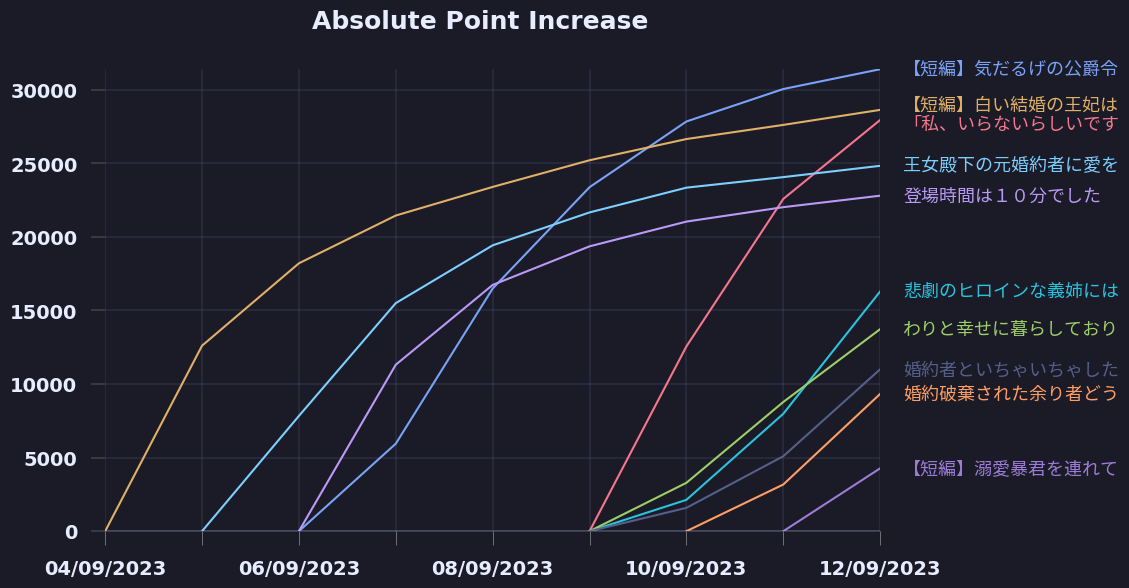 Absolute Point Increase
30000
25000
20000
15000
10000
5000
0
04/09/2023
06/09/2023
08/09/2023
10/09/2023
12/09/2023
【短編】気だるげの公爵令
【短編】白い結婚の王妃は
「私、いらないらしいです
王女殿下の元婚約者に愛を
登場時間は１０分でした
悲劇のヒロインな義姉には
わりと幸せに暮らしており
婚約者といちゃいちゃした
婚約破棄された余り者どう
【短編】溺愛暴君を連れて